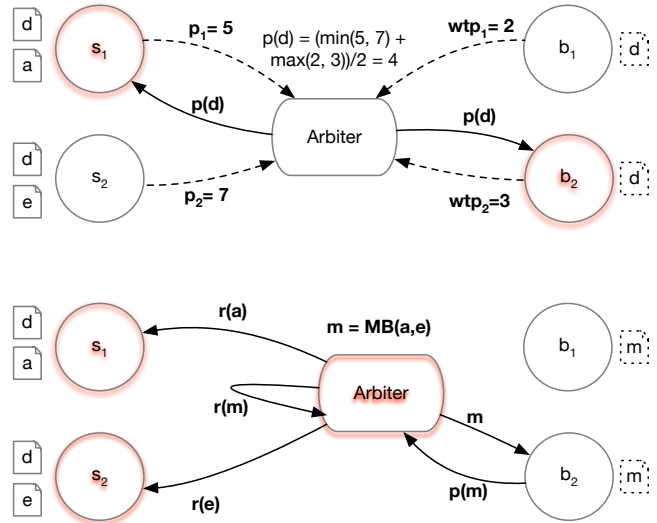 d
a
s₁
p₁= 5
p(d) = (min(5, 7) +
max(2, 3))/2 = 4
wtp₁= 2
b₁
d
p(d)
Arbiter
p(d)
d
e
s₂
p₂= 7
wtp₂=3
b₂
d
d
a
s₁
r(a)
m = MB(a,e)
b₁
m
Arbiter
r(m)
m
d
e
s₂
r(e)
p(m)
b₂
m